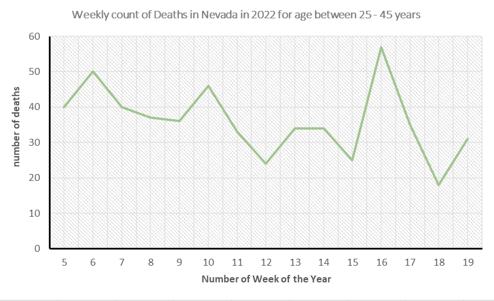 Weekly count of Deaths in Nevada in 2022 for age between 25 - 45 years
number of deaths
60
50
40
30
20
10
0
5 6 7 8 9 10 11 12 13 14 15 16 17 18 19
Number of Week of the Year